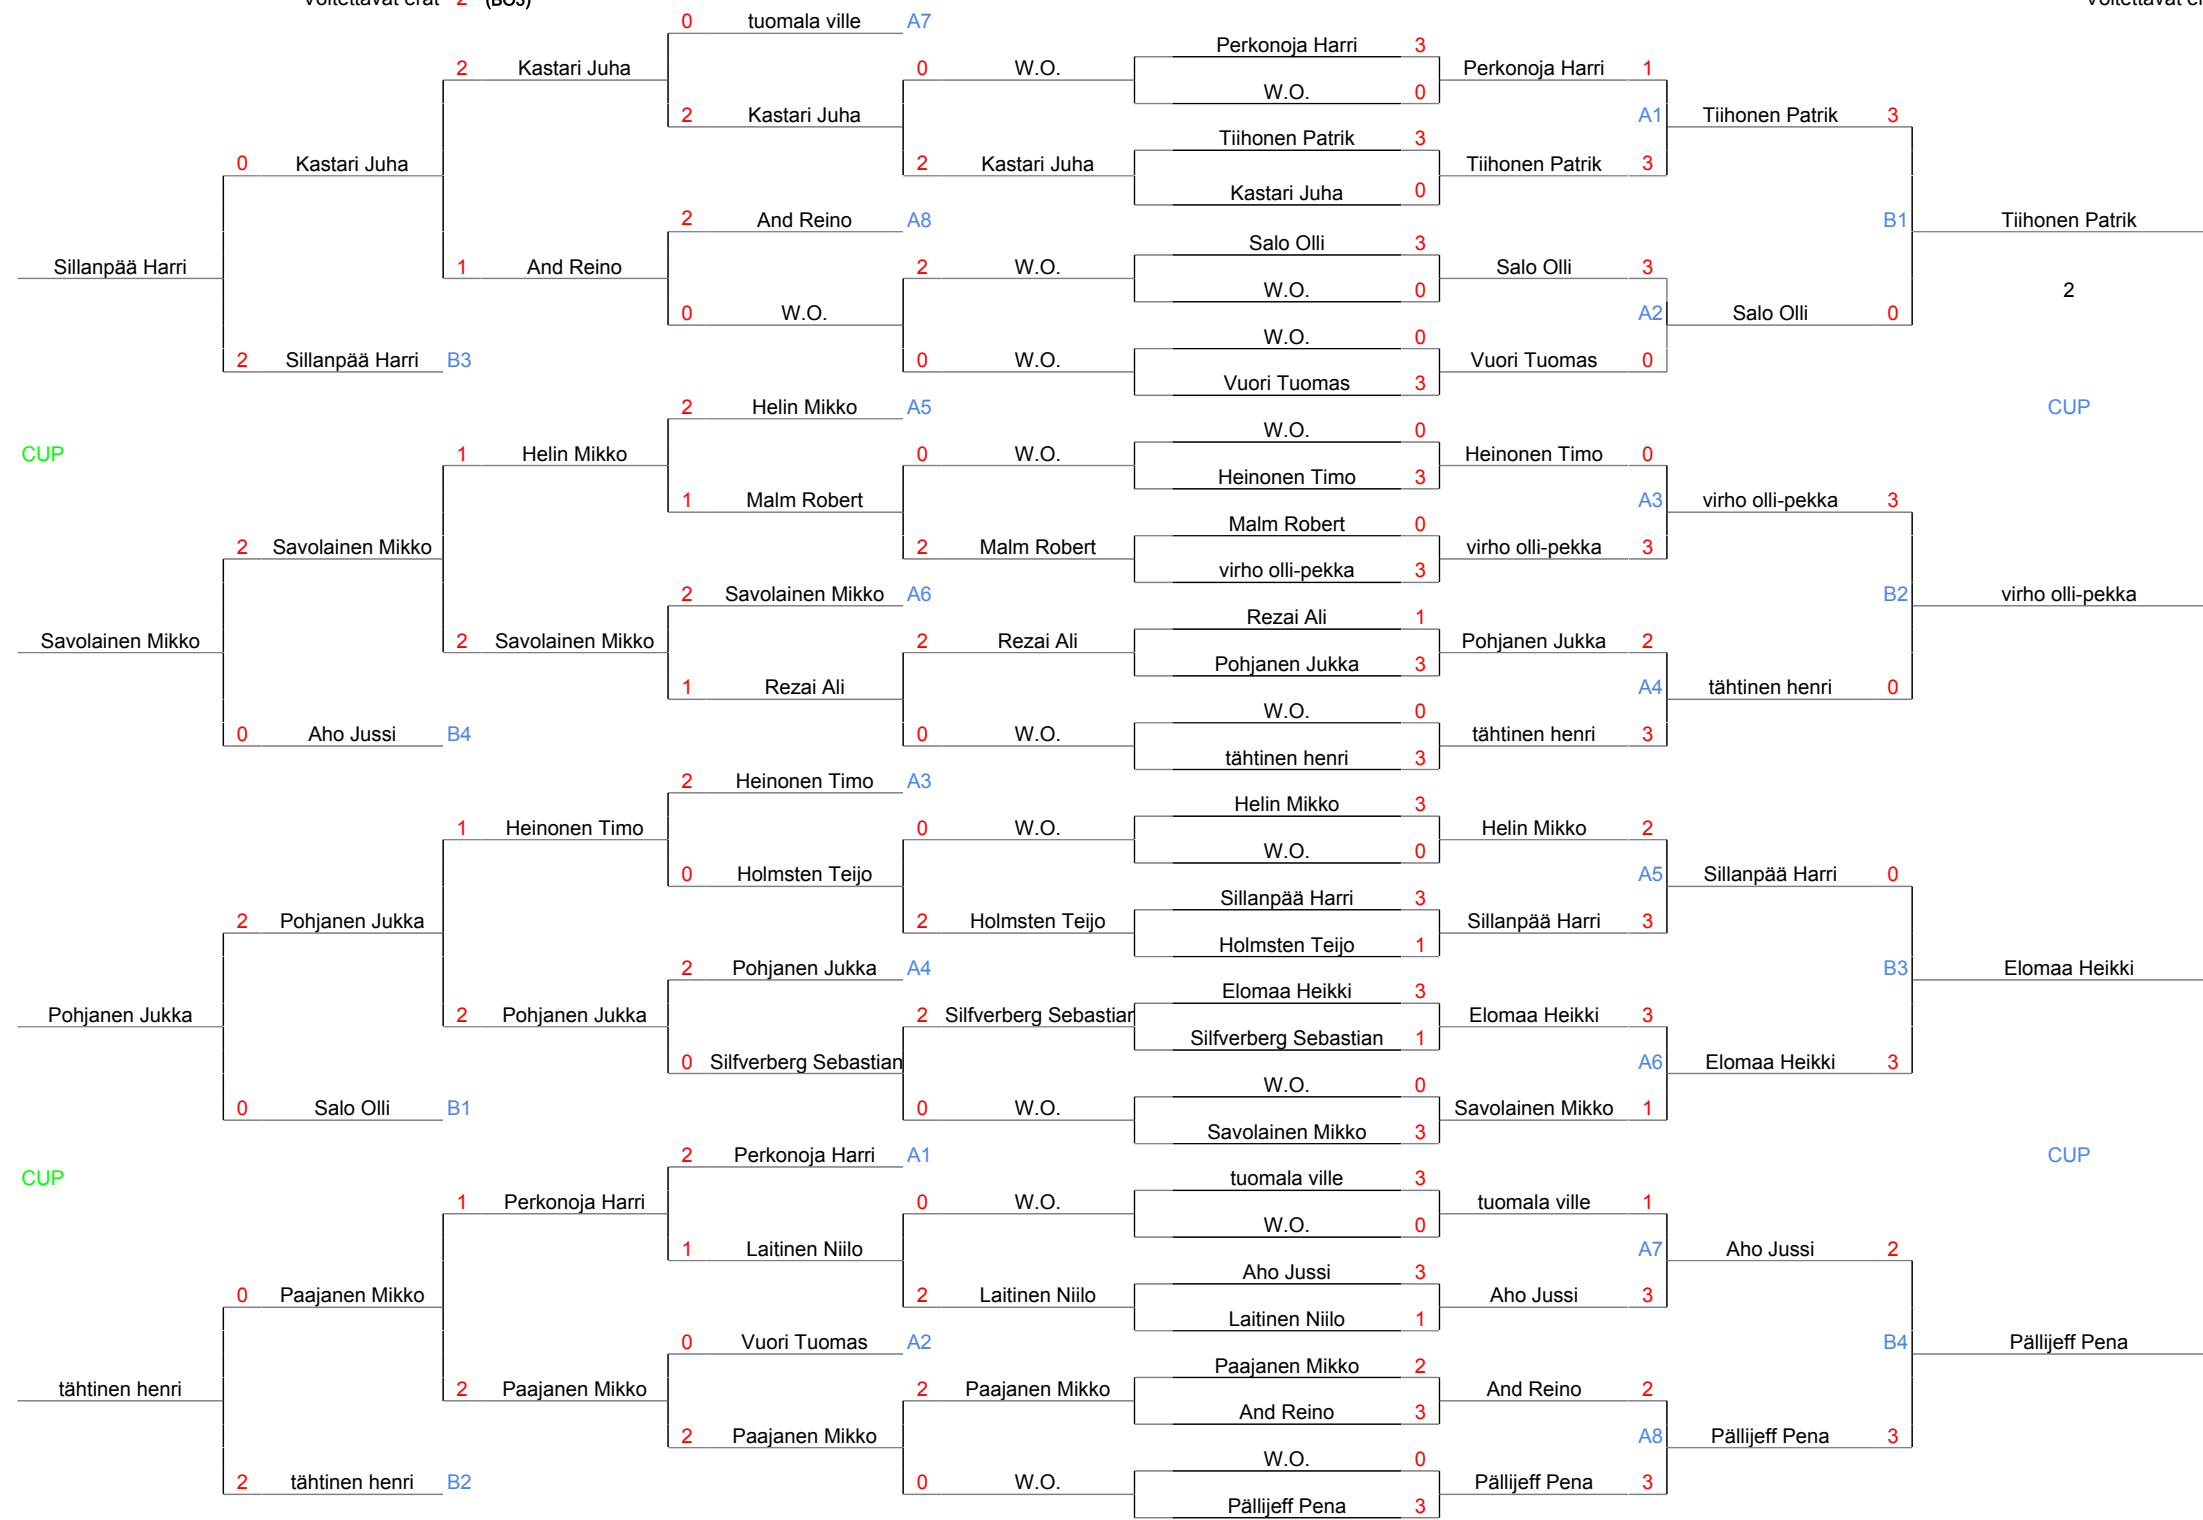 Voitettavat erät 2 (BO3)
0 tuomala ville A7
Perkonoja Harri 3
2 Kastari Juha 0 W.O. Perkonoja Harri 1
W.O. 0
2 Kastari Juha A1 Tiihonen Patrik 3
Tiihonen Patrik 3
0 Kastari Juha 2 Kastari Juha Tiihonen Patrik 3
Kastari Juha 0
2 And Reino A8 B1 Tiihonen Patrik
Salo Olli 3
Sillanpää Harri 1 And Reino 2 W.O. Salo Olli 3
W.O. 0 2
0 W.O. A2 Salo Olli 0
W.O. 0
2 Sillanpää Harri B3 0 W.O. Vuori Tuomas 0
Vuori Tuomas 3
2 Helin Mikko A5 CUP
W.O. 0
CUP 1 Helin Mikko 0 W.O. Heinonen Timo 0
Heinonen Timo 3
1 Malm Robert A3 virho olli-pekka 3
Malm Robert 0
2 Savolainen Mikko 2 Malm Robert virho olli-pekka 3
virho olli-pekka 3
2 Savolainen Mikko A6 B2 virho olli-pekka
Rezai Ali 1
Savolainen Mikko 2 Savolainen Mikko 2 Rezai Ali Pohjanen Jukka 2
Pohjanen Jukka 3
1 Rezai Ali A4 tähtinen henri 0
W.O. 0
0 Aho Jussi B4 0 W.O. tähtinen henri 3
tähtinen henri 3
2 Heinonen Timo A3
Helin Mikko 3
1 Heinonen Timo 0 W.O. Helin Mikko 2
W.O. 0
0 Holmsten Teijo A5 Sillanpää Harri 0
Sillanpää Harri 3
2 Pohjanen Jukka 2 Holmsten Teijo Sillanpää Harri 3
Holmsten Teijo 1
2 Pohjanen Jukka A4 B3 Elomaa Heikki
Elomaa Heikki 3
Pohjanen Jukka 2 Pohjanen Jukka 2 Silfverberg Sebastian Elomaa Heikki 3
Silfverberg Sebastian 1
0 Silfverberg Sebastian A6 Elomaa Heikki 3
W.O. 0
0 Salo Olli B1 0 W.O. Savolainen Mikko 1
Savolainen Mikko 3
2 Perkonoja Harri A1 CUP
CUP tuomala ville 3
1 Perkonoja Harri 0 W.O. tuomala ville 1
W.O. 0
1 Laitinen Niilo A7 Aho Jussi 2
Aho Jussi 3
0 Paajanen Mikko 2 Laitinen Niilo Aho Jussi 3
Laitinen Niilo 1
0 Vuori Tuomas A2 B4 Pällijeff Pena
Paajanen Mikko 2
tähtinen henri 2 Paajanen Mikko 2 Paajanen Mikko And Reino 2
And Reino 3
2 Paajanen Mikko A8 Pällijeff Pena 3
W.O. 0
2 tähtinen henri B2 0 W.O. Pällijeff Pena 3
Pällijeff Pena 3